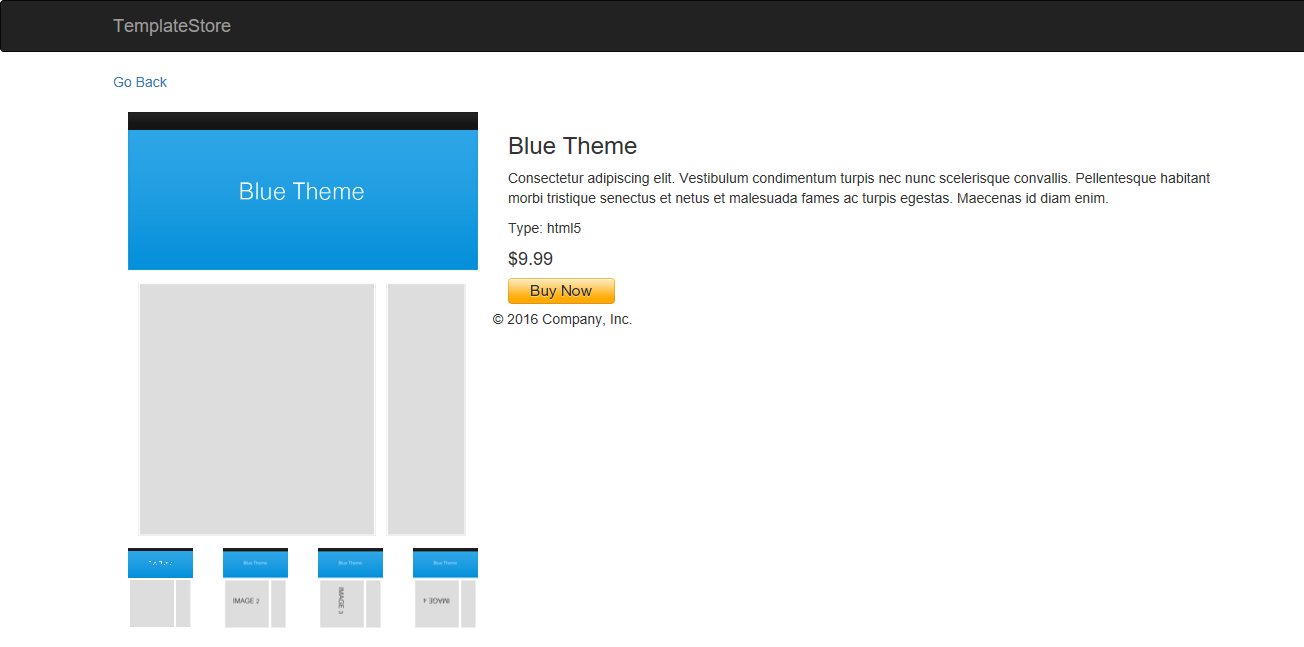 TemplateStore
Go Back
Blue Theme
Blue Theme
Consectetur adipiscing elit. Vestibulum condimentum turpis nec nunc scelerisque convallis. Pellentesque habitant
morbi tristique senectus et netus et malesuada fames ac turpis egestas. Maecenas id diam enim.
Type: html5
$9.99
Buy Now
© 2016 Company, Inc.
Blue Theme
Blue Theme
Blue Theme
IMAGE 2
IMAGE 3
IMAGE 4